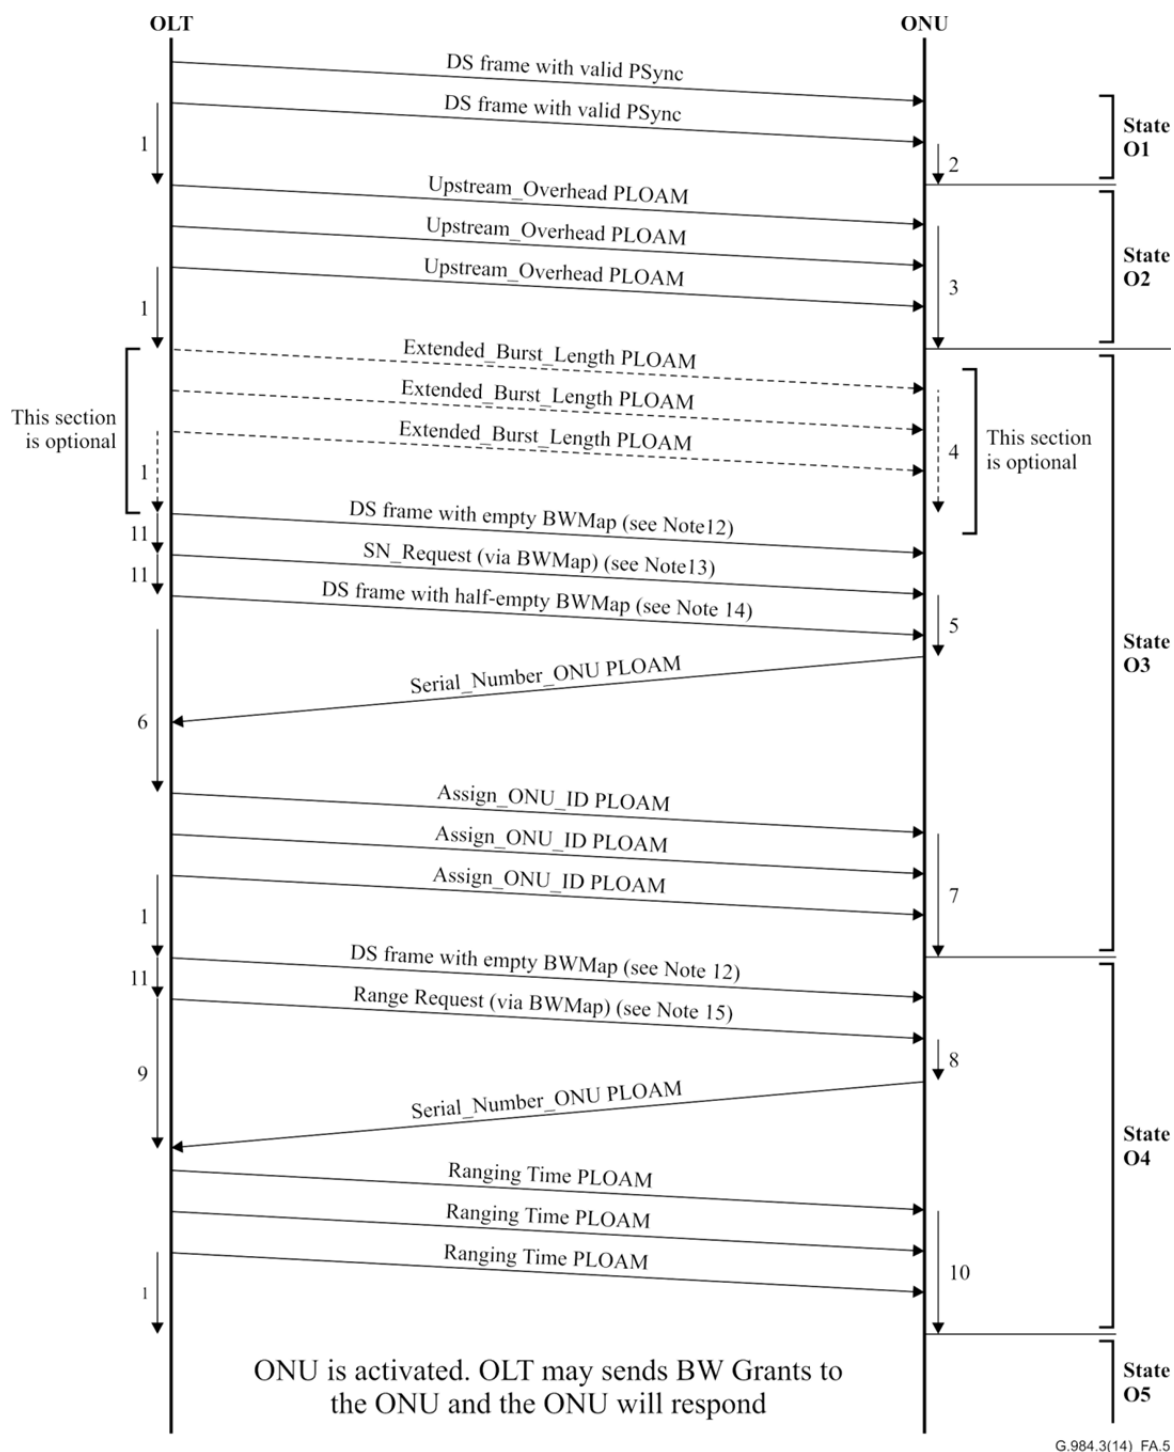 OLT
ONU
DS frame with valid PSync
DS frame with valid PSync
State
O1
1
2
Upstream_Overhead PLOAM
Upstream_Overhead PLOAM
State
O2
Upstream_Overhead PLOAM
3
1
Extended_Burst_Length PLOAM
Extended_Burst_Length PLOAM
This section
is optional
Extended_Burst_Length PLOAM
4
This section
is optional
1
DS frame with empty BWMap (see Note12)
11
SN_Request (via BWMap) (see Note13)
11
DS frame with half-empty BWMap (see Note 14)
5
State
O3
Serial_Number_ONU PLOAM
6
Assign_ONU_ID PLOAM
Assign_ONU_ID PLOAM
Assign_ONU_ID PLOAM
7
1
DS frame with empty BWMap (see Note 12)
11
Range Request (via BWMap) (see Note 15)
8
9
Serial_Number_ONU PLOAM
State
O4
Ranging Time PLOAM
Ranging Time PLOAM
Ranging Time PLOAM
10
1
ONU is activated. OLT may sends BW Grants to
the ONU and the ONU will respond
State
O5
G.984.3(14)_FA.5